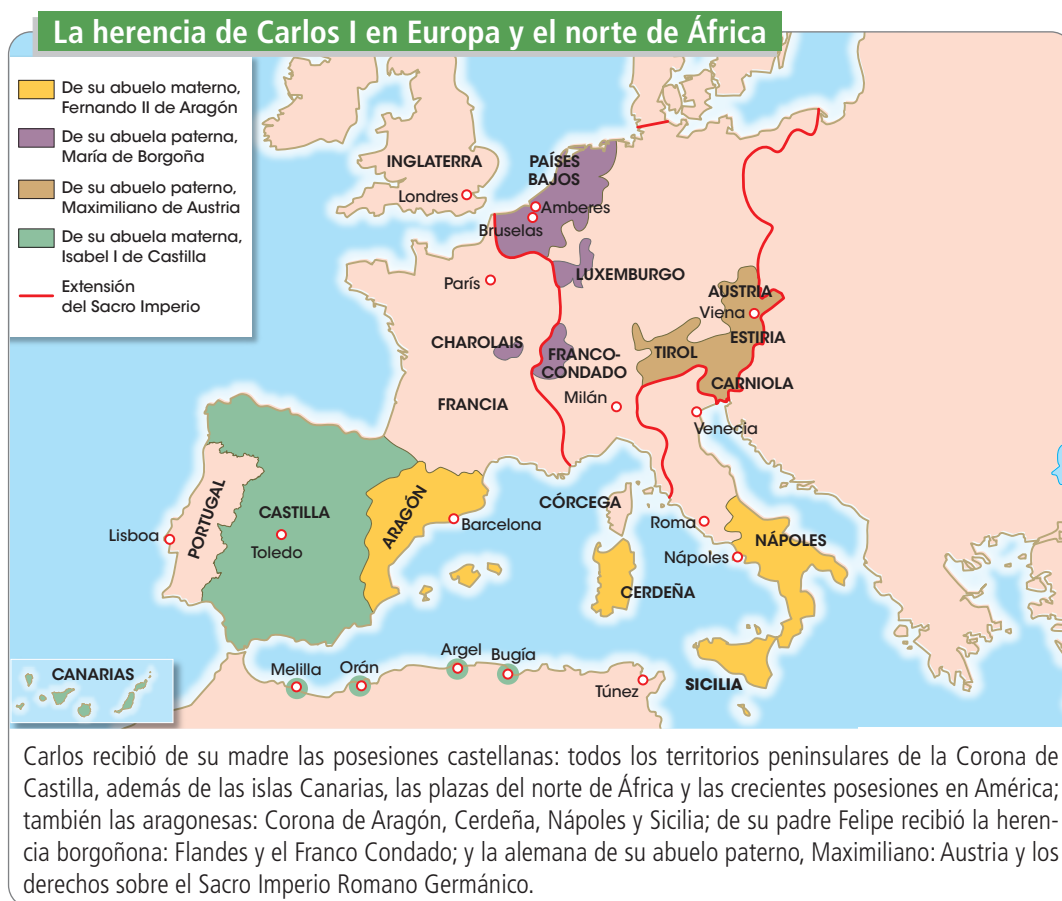 La herencia de Carlos I en Europa y el norte de África
De su abuelo materno,
Fernando II de Aragón
De su abuela paterna,
María de Borgoña
De su abuelo paterno,
Maximiliano de Austria
De su abuela materna,
Isabel I de Castilla
Extensión
del Sacro Imperio
INGLATERRA
Londres
PAÍSES
BAJOS
Amberes
Bruselas
LUXEMBURGO
París
AUSTRIA
Viena
ESTIRIA
CHAROLAIS
FRANCO-
CONDADO
TIROL
CARNIOLA
FRANCIA
Milán
Venecia
PORTUGAL
Lisboa
CASTILLA
Toledo
ARAGÓN
Barcelona
CÓRCEGA
Roma
NÁPOLES
Nápoles
CERDEÑA
SICILIA
CANARIAS
Melilla
Orán
Argel
Bugía
Túnez
Carlos recibió de su madre las posesiones castellanas: todos los territorios peninsulares de la Corona de
Castilla, además de las islas Canarias, las plazas del norte de África y las crecientes posesiones en América;
también las aragonesas: Corona de Aragón, Cerdeña, Nápoles y Sicilia; de su padre Felipe recibió la heren-
cia borgoñona: Flandes y el Franco Condado; y la alemana de su abuelo paterno, Maximiliano: Austria y los
derechos sobre el Sacro Imperio Romano Germánico.